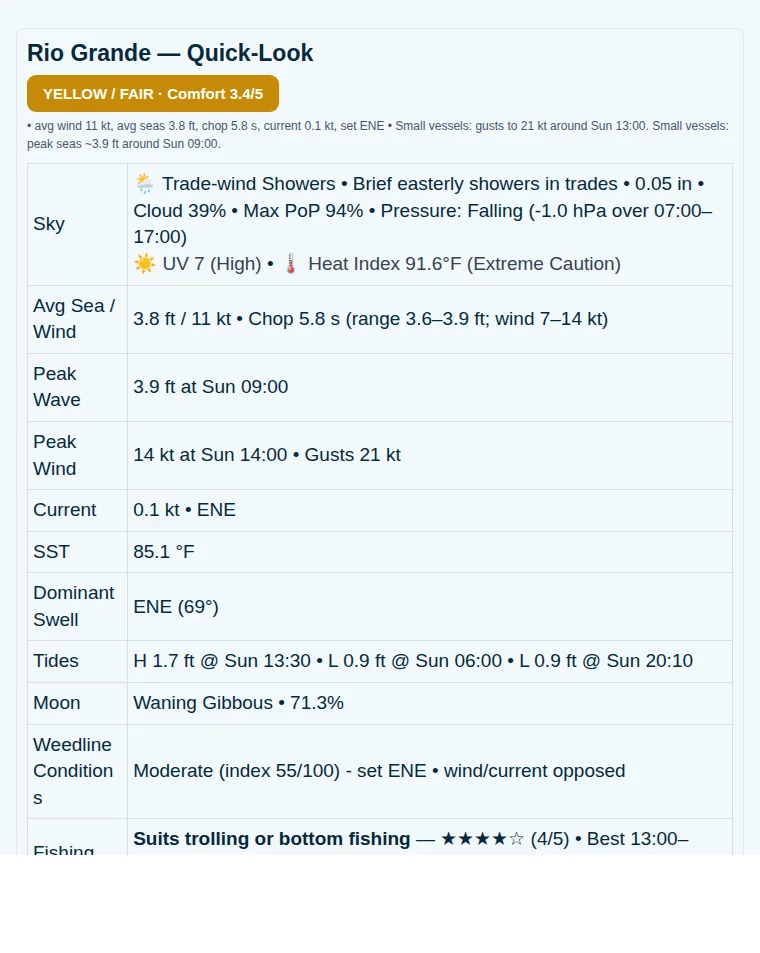 Rio Grande — Quick-Look
YELLOW / FAIR · Comfort 3.4/5
• avg wind 11 kt, avg seas 3.8 ft, chop 5.8 s, current 0.1 kt, set ENE • Small vessels: gusts to 21 kt around Sun 13:00. Small vessels:
peak seas ~3.9 ft around Sun 09:00.
Sky
🌦️ Trade-wind Showers • Brief easterly showers in trades • 0.05 in •
Cloud 39% • Max PoP 94% • Pressure: Falling (-1.0 hPa over 07:00–
17:00)
☀️ UV 7 (High) • 🌡️ Heat Index 91.6°F (Extreme Caution)
Avg Sea /
Wind
3.8 ft / 11 kt • Chop 5.8 s (range 3.6–3.9 ft; wind 7–14 kt)
Peak
Wave
3.9 ft at Sun 09:00
Peak
Wind
14 kt at Sun 14:00 • Gusts 21 kt
Current
0.1 kt • ENE
SST
85.1 °F
Dominant
Swell
ENE (69°)
Tides
H 1.7 ft @ Sun 13:30 • L 0.9 ft @ Sun 06:00 • L 0.9 ft @ Sun 20:10
Moon
Waning Gibbous • 71.3%
Weedline
Condition
s
Moderate (index 55/100) - set ENE • wind/current opposed
Fishing
Suits trolling or bottom fishing — ★★★★☆ (4/5) • Best 13:00–